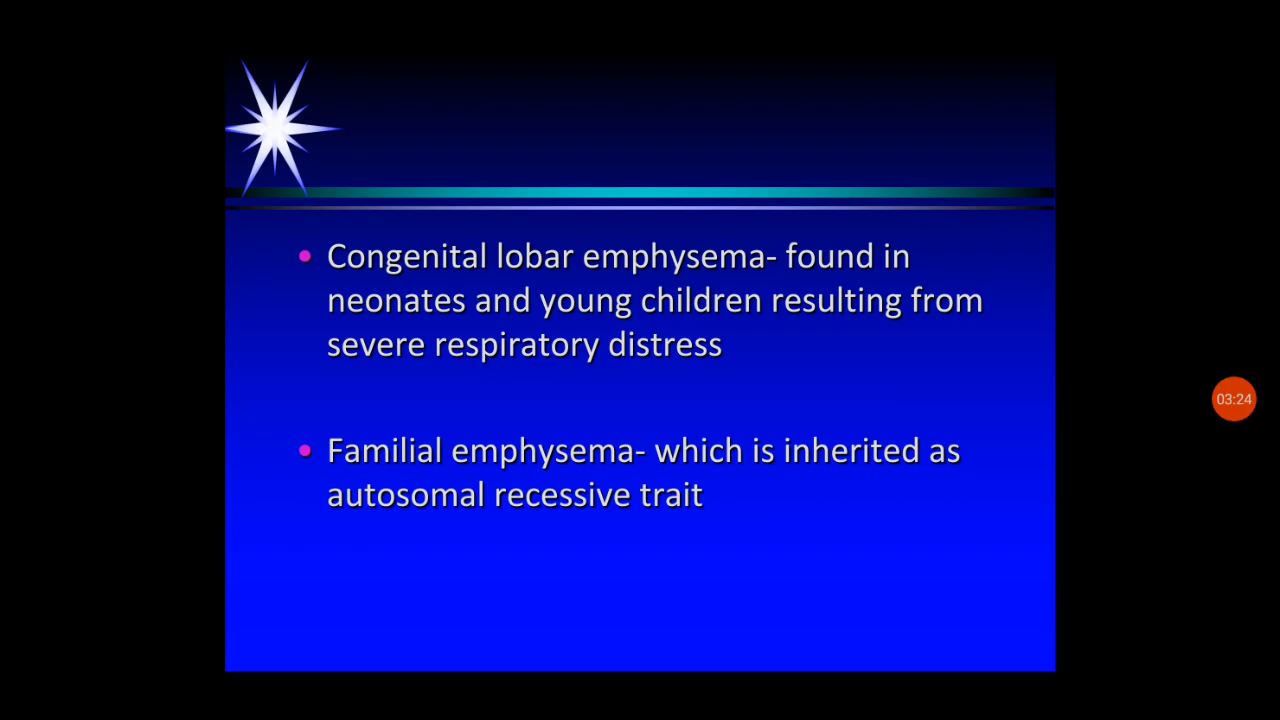 • Congenital lobar emphysema- found in
neonates and young children resulting from
severe respiratory distress
• Familial emphysema- which is inherited as
autosomal recessive trait
03:24